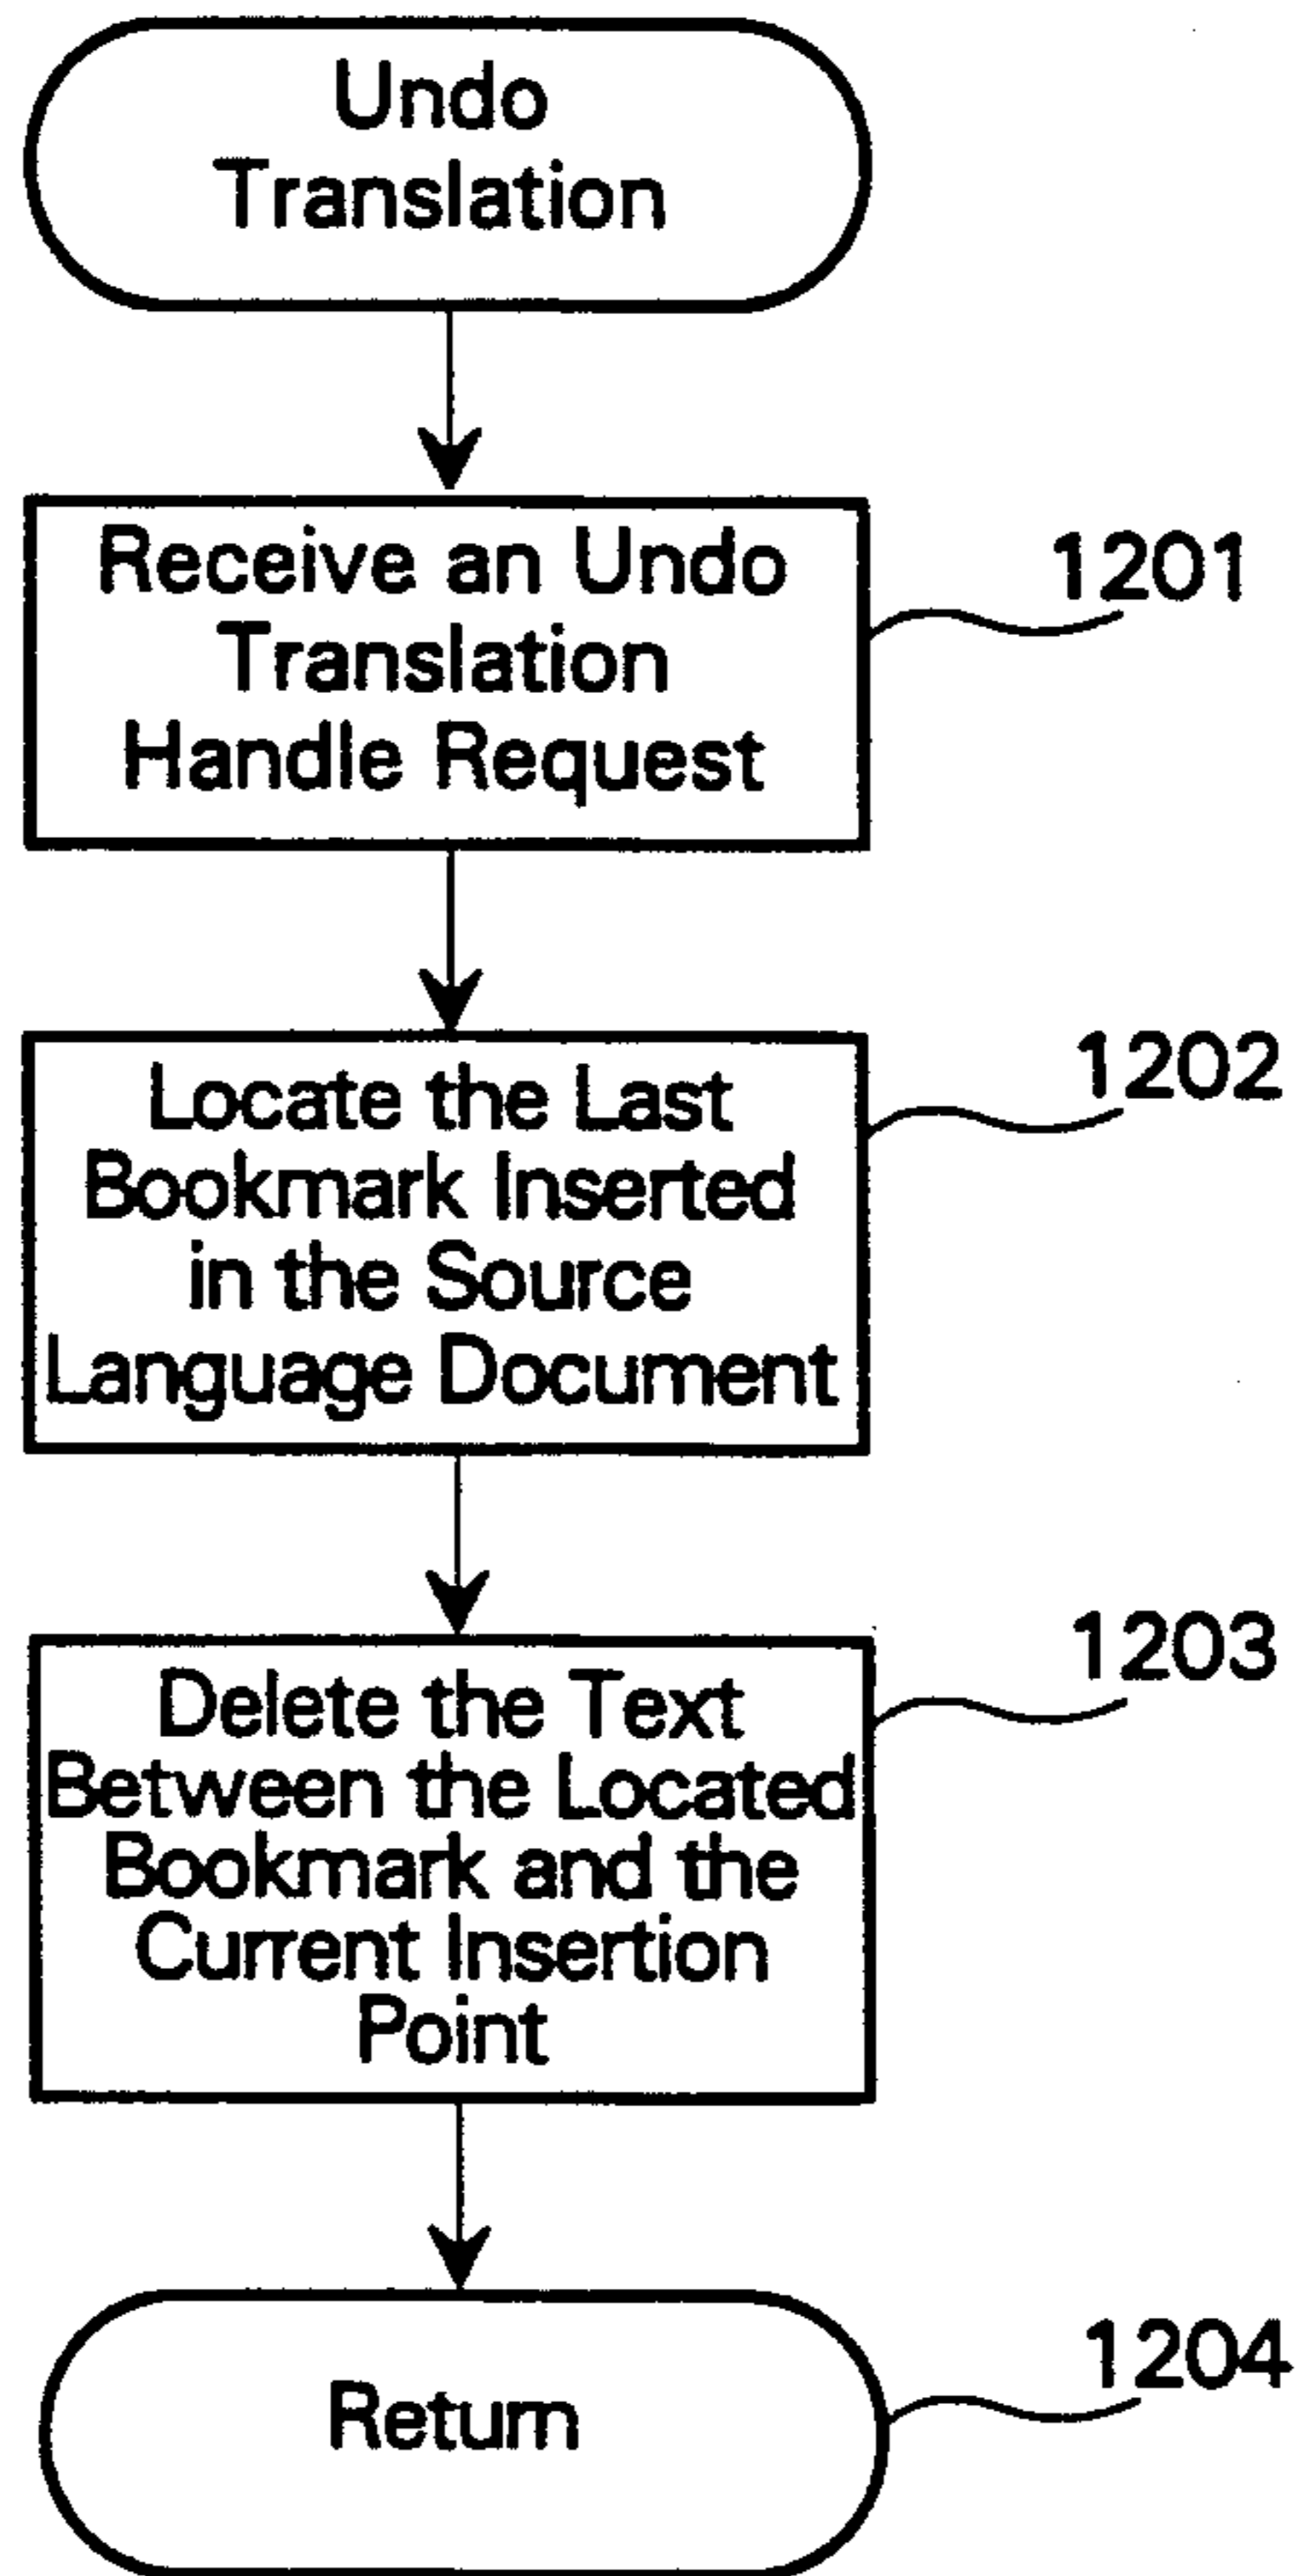 Undo
Translation
Receive an Undo
Translation
Handle Request
1201
Locate the Last
Bookmark Inserted
in the Source
Language Document
1202
Delete the Text
Between the Located
Bookmark and the
Current Insertion
Point
1203
Return
1204